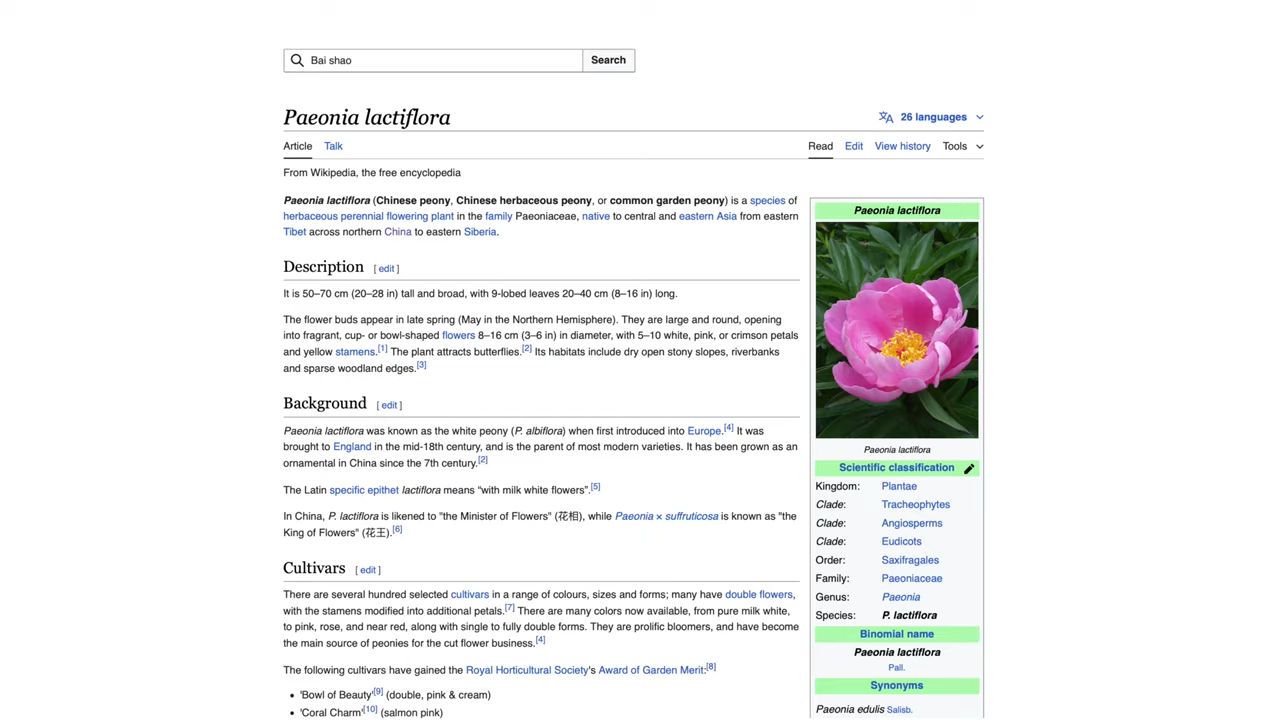 Bai shao
Search
Paeonia lactiflora
26 languages
Article Talk
Read Edit View history Tools
From Wikipedia, the free encyclopedia
Paeonia lactiflora (Chinese peony, Chinese herbaceous peony, or common garden peony) is a species of
herbaceous perennial flowering plant in the family Paeoniaceae, native to central and eastern Asia from eastern
Tibet across northern China to eastern Siberia.
Description [ edit ]
It is 50–70 cm (20–28 in) tall and broad, with 9-lobed leaves 20–40 cm (8–16 in) long.
The flower buds appear in late spring (May in the Northern Hemisphere). They are large and round, opening
into fragrant, cup- or bowl-shaped flowers 8–16 cm (3–6 in) in diameter, with 5–10 white, pink, or crimson petals
and yellow stamens.[1] The plant attracts butterflies.[2] Its habitats include dry open stony slopes, riverbanks
and sparse woodland edges.[3]
Background [ edit ]
Paeonia lactiflora was known as the white peony (P. albiflora) when first introduced into Europe.[4] It was
brought to England in the mid-18th century, and is the parent of most modern varieties. It has been grown as an
ornamental in China since the 7th century.[2]
The Latin specific epithet lactiflora means “with milk white flowers”.[5]
In China, P. lactiflora is likened to "the Minister of Flowers" (花相), while Paeonia × suffruticosa is known as "the
King of Flowers" (花王).[6]
Cultivars [ edit ]
There are several hundred selected cultivars in a range of colours, sizes and forms; many have double flowers,
with the stamens modified into additional petals.[7] There are many colors now available, from pure milk white,
to pink, rose, and near red, along with single to fully double forms. They are prolific bloomers, and have become
the main source of peonies for the cut flower business.[4]
The following cultivars have gained the Royal Horticultural Society's Award of Garden Merit:[8]
• 'Bowl of Beauty'[9] (double, pink & cream)
• 'Coral Charm'[10] (salmon pink)
Paeonia lactiflora
Paeonia lactiflora
Scientific classification
Kingdom: Plantae
Clade: Tracheophytes
Clade: Angiosperms
Clade: Eudicots
Order: Saxifragales
Family: Paeoniaceae
Genus: Paeonia
Species: P. lactiflora
Binomial name
Paeonia lactiflora
Pall.
Synonyms
Paeonia edulis Salisb.